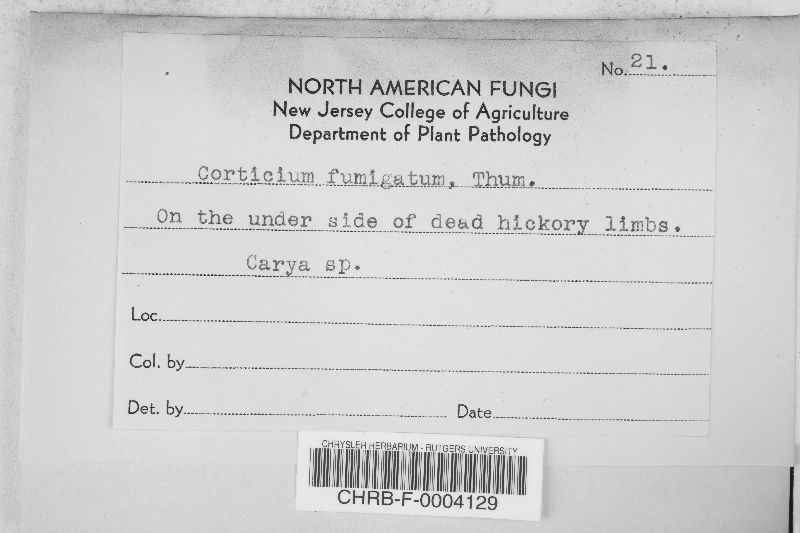 No. 21.
NORTH AMERICAN FUNGI
New Jersey College of Agriculture
Department of Plant Pathology
Corticium fumigatum, Thum.
On the under side of dead hickory limbs.
Carya sp.
Loc.
Col. by
Det. by Date
CHRYSLER HERBARIUM - RUTGERS UNIVERSITY
CHRB-F-0004129